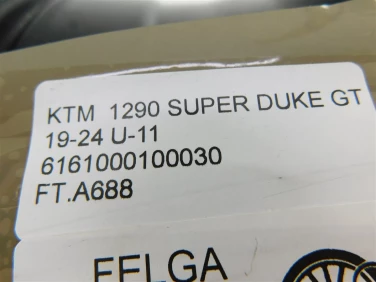 KTM 1290 SUPER DUKE GT
19-24 U-11
6161000100030
FT.A688
FELGA